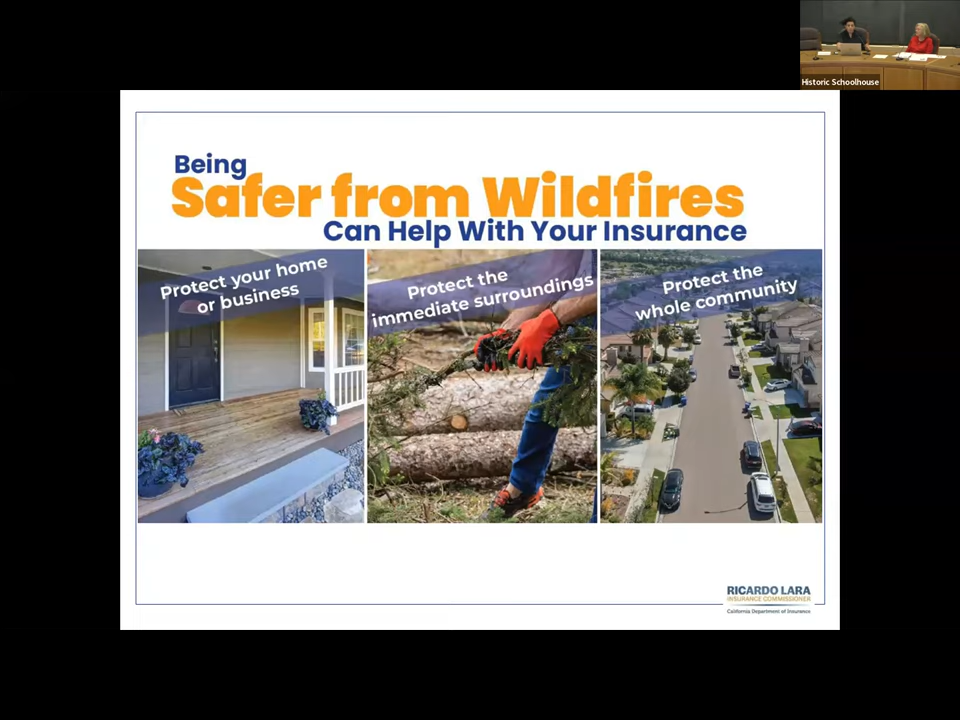 Historic Schoolhouse
Being
Safer from Wildfires
Can Help With Your Insurance
Protect your home
or business
Protect the
immediate surroundings
Protect the
whole community
RICARDO LARA
INSURANCE COMMISSIONER
California Department of Insurance